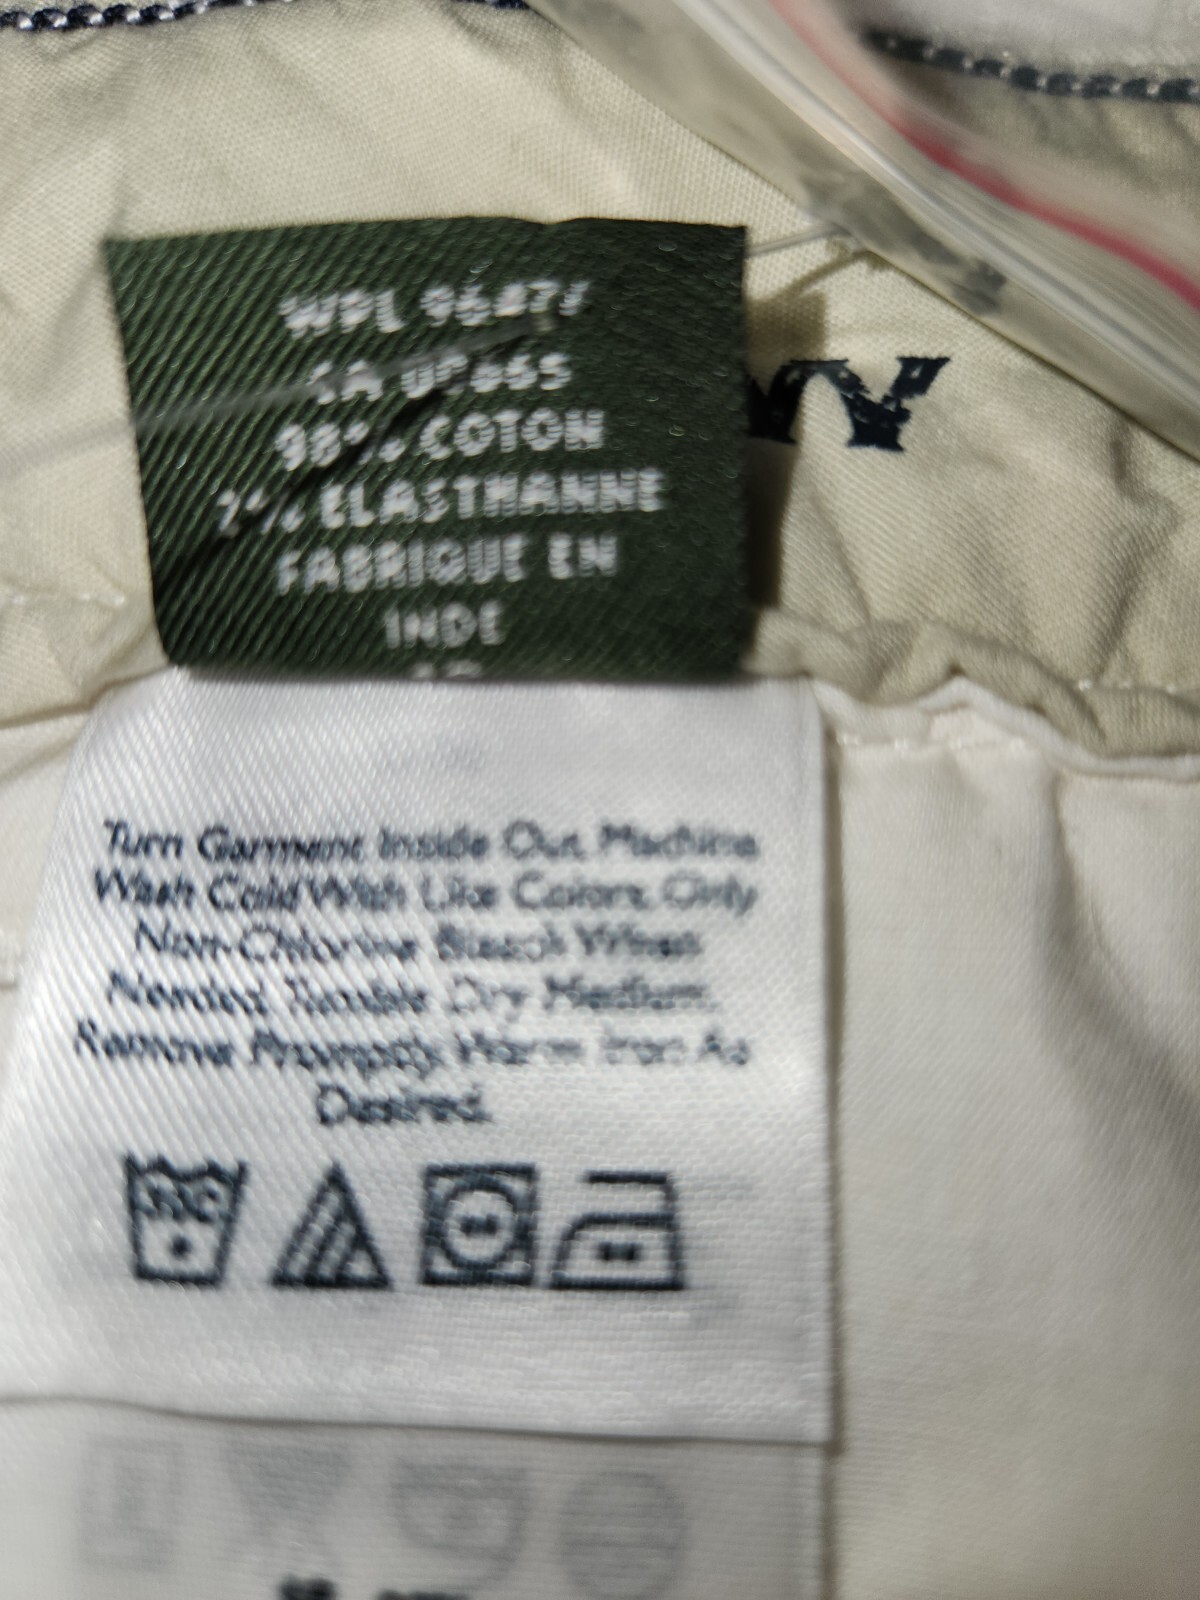 WPL
CA
98% COTON
2% ELASTHANNE
FABRIQUE EN
INDE
Turn Garment Inside Out. Machine
Wash Cold With Like Colors. Only
Non-Chlorine Bleach When
Needed. Tumble Dry Medium.
Remove Promptly. Warm Iron As
Desired.